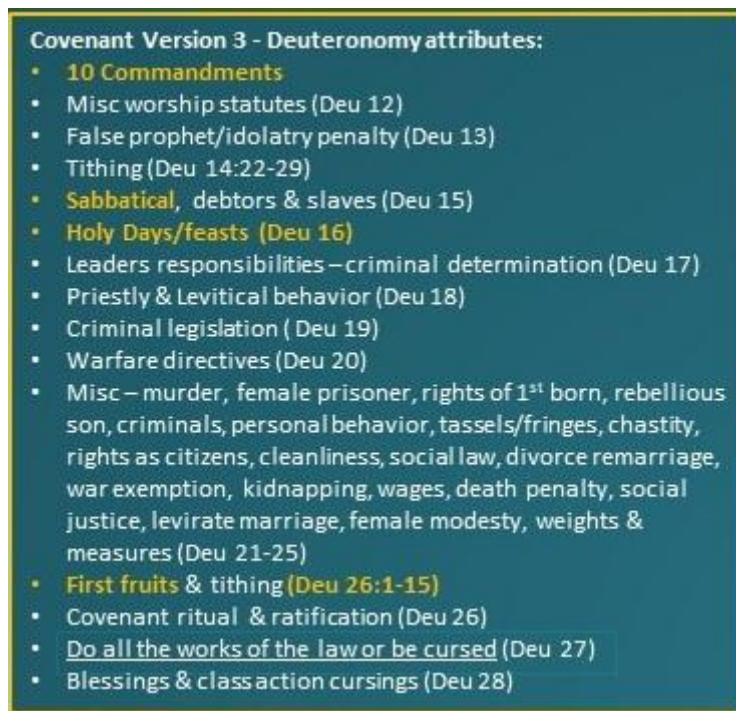 Covenant Version 3 - Deuteronomy attributes:
• 10 Commandments
• Misc worship statutes (Deu 12)
• False prophet/idolatry penalty (Deu 13)
• Tithing (Deu 14:22-29)
• Sabbatical, debtors & slaves (Deu 15)
• Holy Days/feasts (Deu 16)
• Leaders responsibilities – criminal determination (Deu 17)
• Priestly & Levitical behavior (Deu 18)
• Criminal legislation ( Deu 19)
• Warfare directives (Deu 20)
• Misc – murder, female prisoner, rights of 1st born, rebellious
son, criminals, personal behavior, tassels/fringes, chastity,
rights as citizens, cleanliness, social law, divorce remarriage,
war exemption, kidnapping, wages, death penalty, social
justice, levirate marriage, female modesty, weights &
measures (Deu 21-25)
• First fruits & tithing (Deu 26:1-15)
• Covenant ritual & ratification (Deu 26)
• Do all the works of the law or be cursed (Deu 27)
• Blessings & class action cursings (Deu 28)